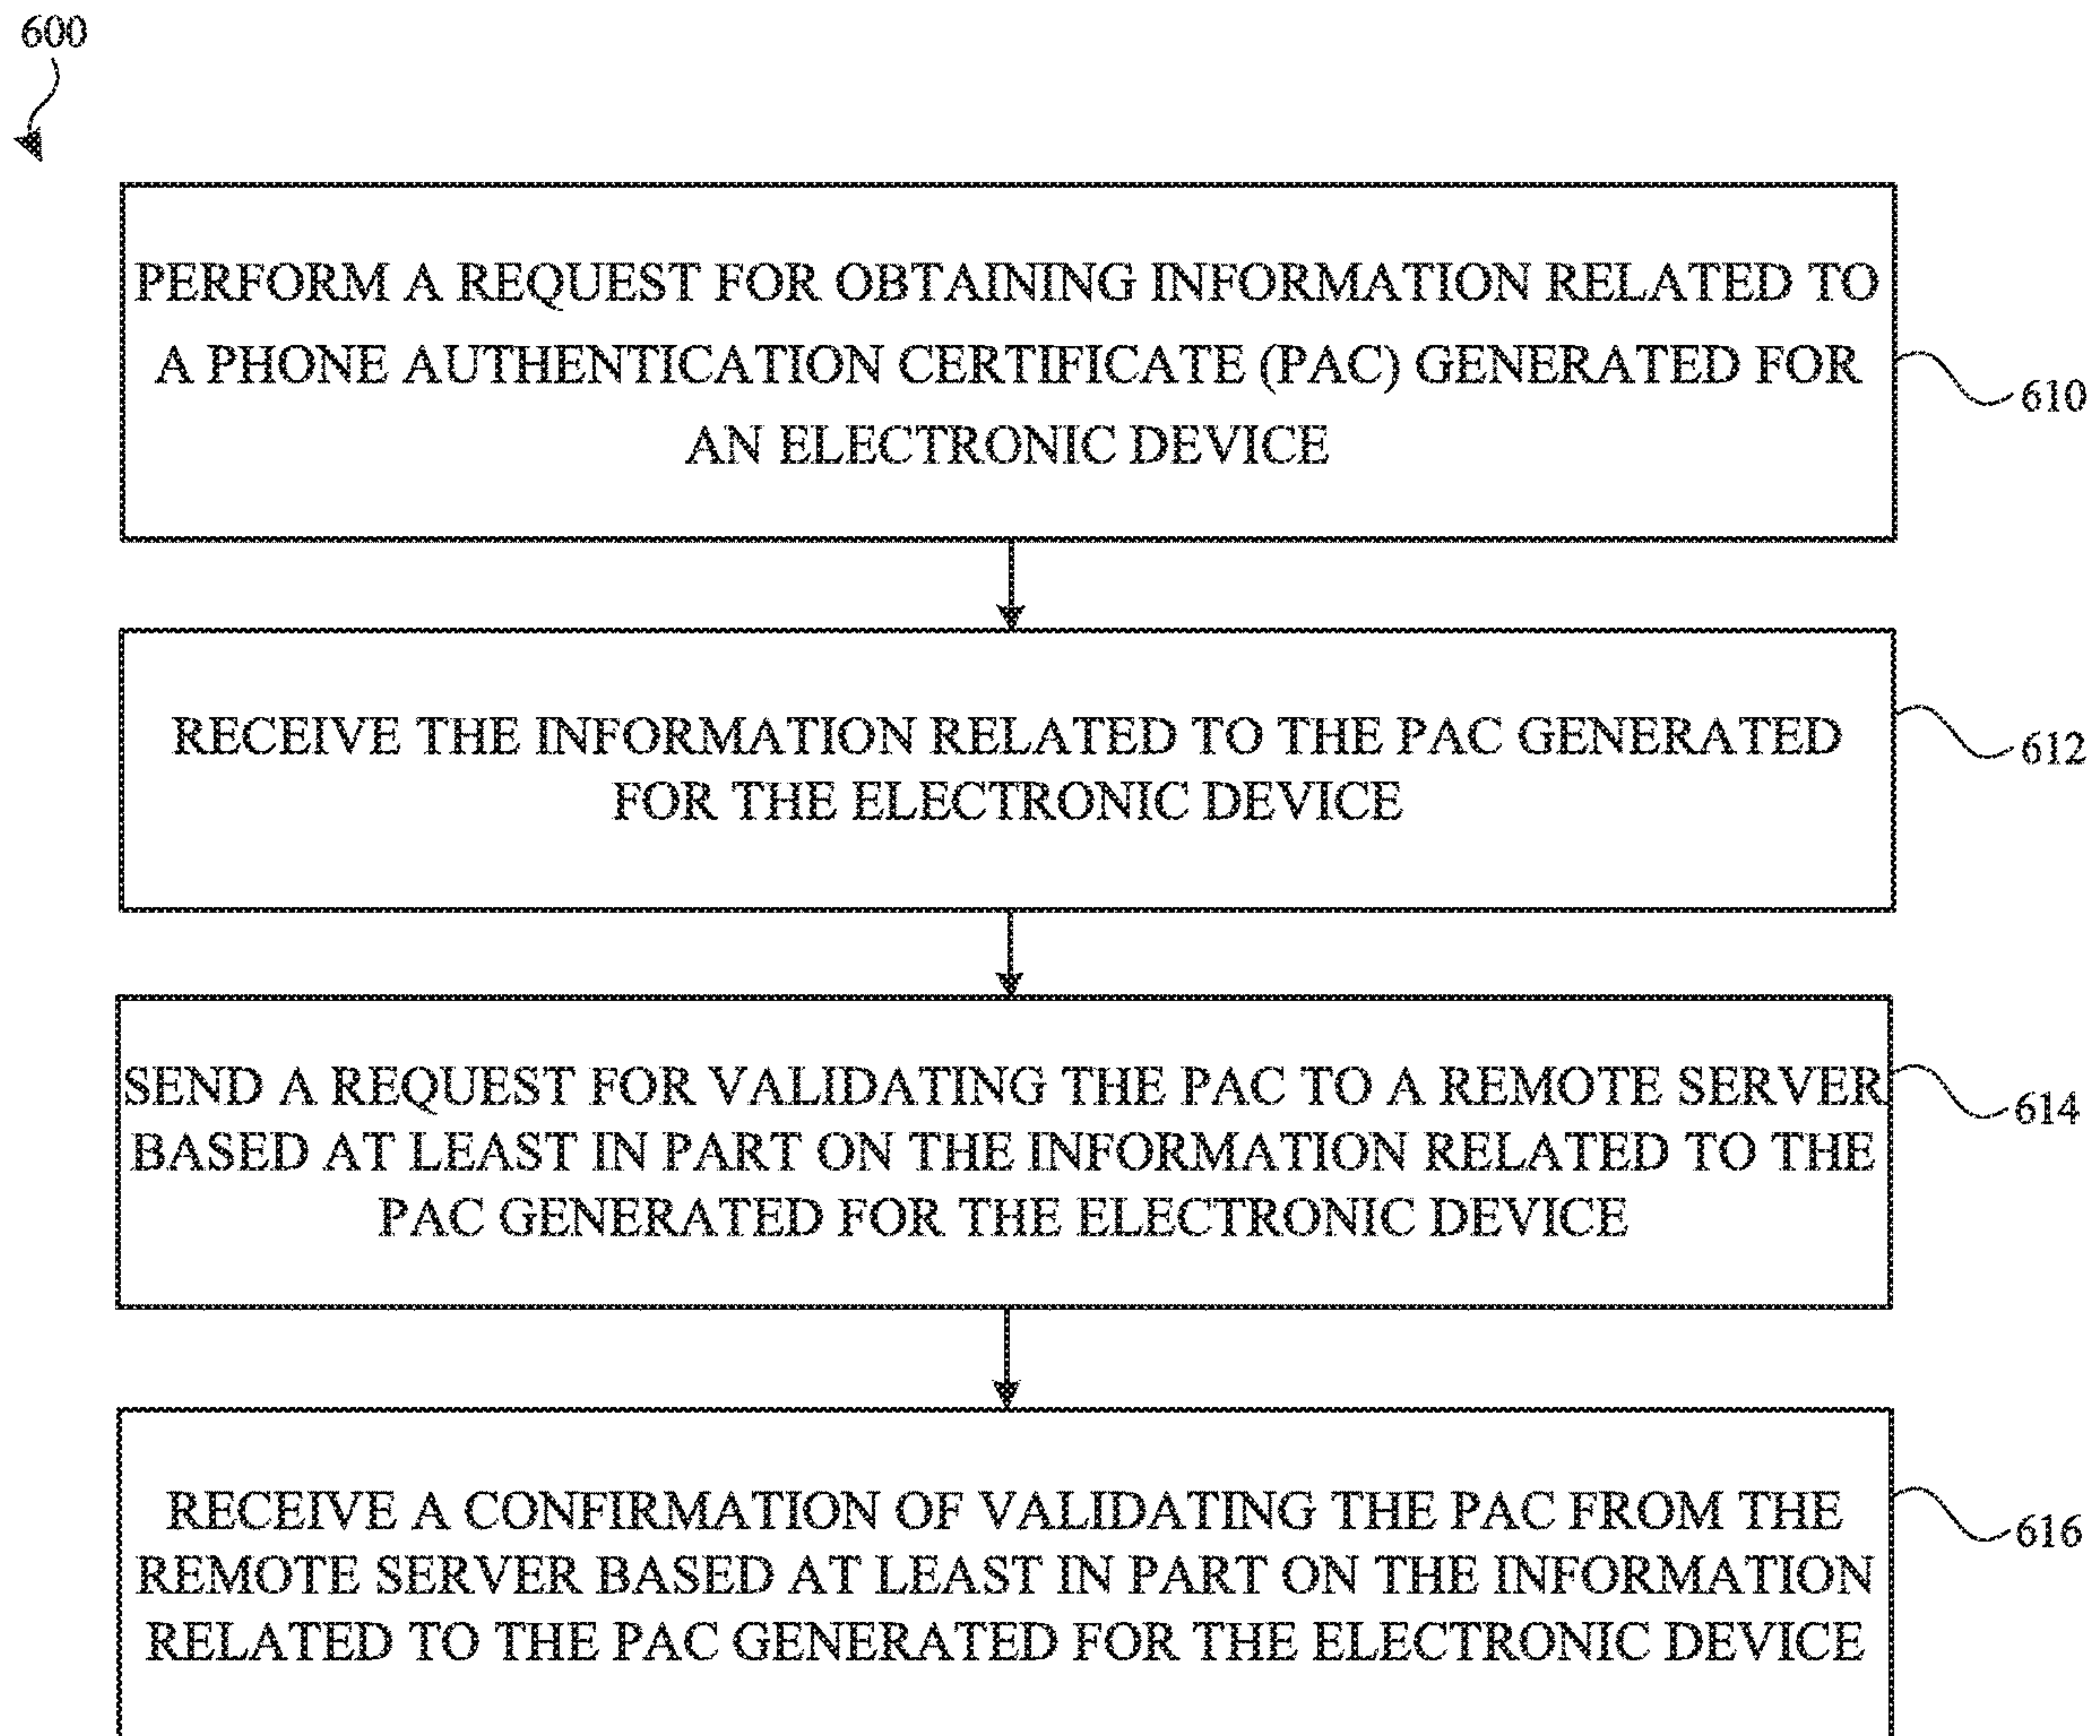 600
PERFORM A REQUEST FOR OBTAINING INFORMATION RELATED TO
A PHONE AUTHENTICATION CERTIFICATE (PAC) GENERATED FOR
AN ELECTRONIC DEVICE
610
RECEIVE THE INFORMATION RELATED TO THE PAC GENERATED
FOR THE ELECTRONIC DEVICE
612
SEND A REQUEST FOR VALIDATING THE PAC TO A REMOTE SERVER
BASED AT LEAST IN PART ON THE INFORMATION RELATED TO THE
PAC GENERATED FOR THE ELECTRONIC DEVICE
614
RECEIVE A CONFIRMATION OF VALIDATING THE PAC FROM THE
REMOTE SERVER BASED AT LEAST IN PART ON THE INFORMATION
RELATED TO THE PAC GENERATED FOR THE ELECTRONIC DEVICE
616